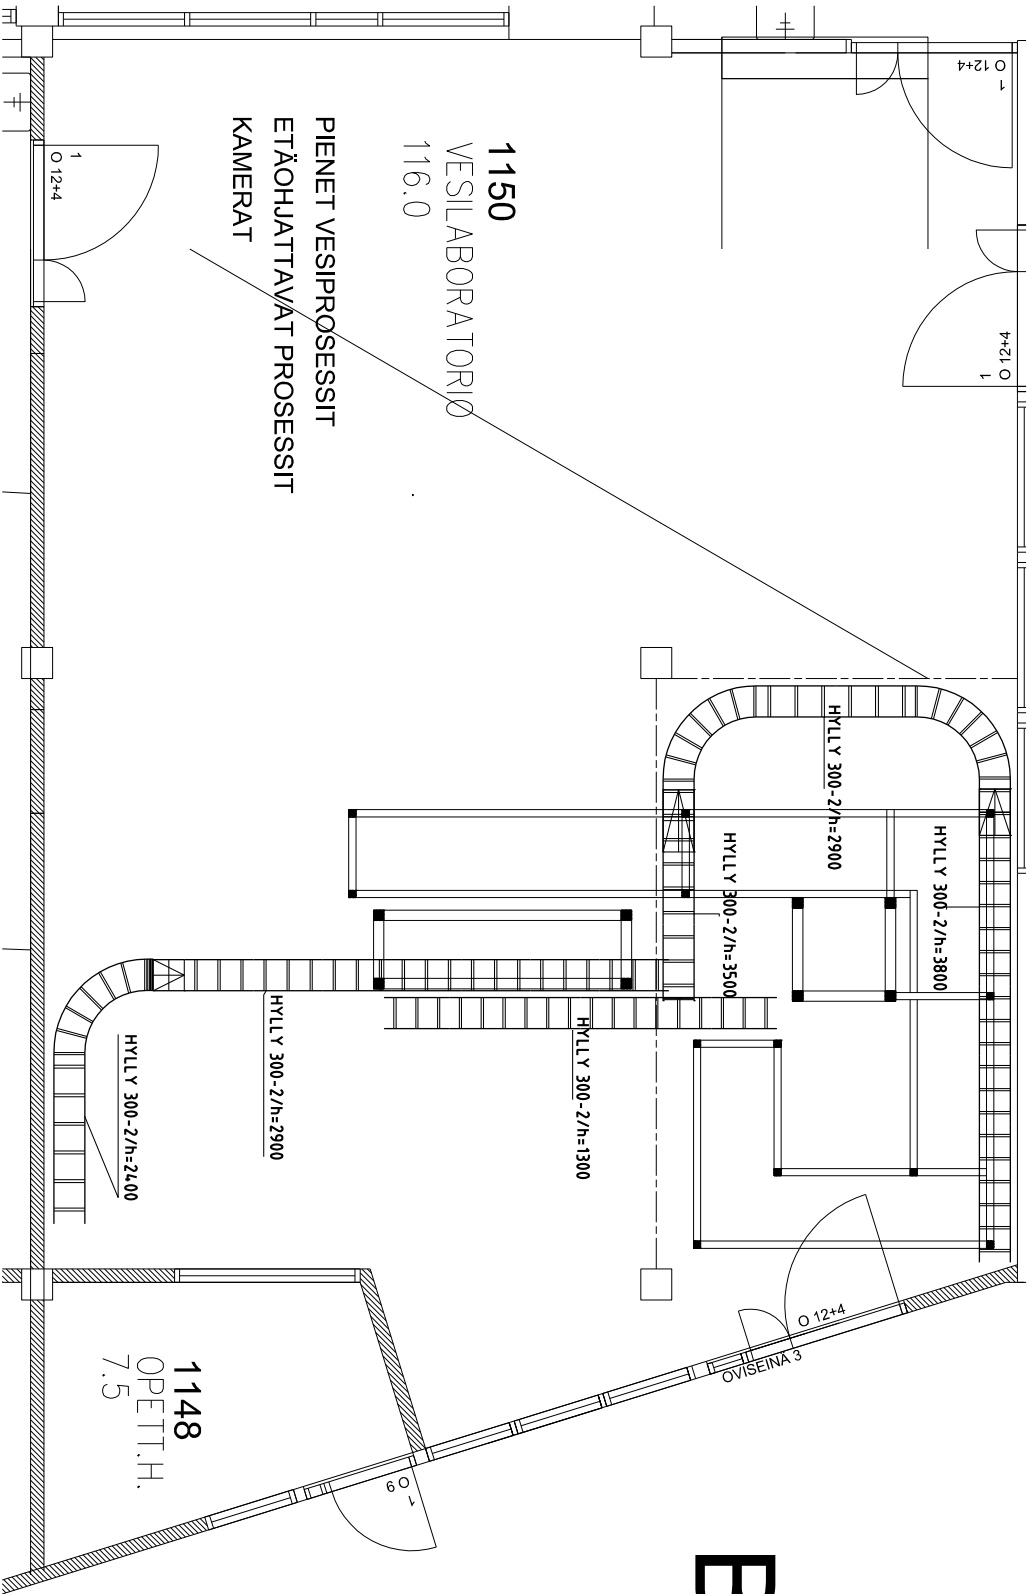 1150
VESILABORATORIO
116.0
PIENET VESIPROSESSIT
ETÄOHJATTAVAT PROSESSIT
KAMERAT
1
O 12+4
1
O 12+4
1
O 12+4
HYLLY 300-2/h=2900
HYLLY 300-2/h=3800
HYLLY 300-2/h=3500
HYLLY 300-2/h=1300
HYLLY 300-2/h=2900
HYLLY 300-2/h=2400
O 12+4
OVISEINÄ 3
1148
OPETT.H.
7.5
1
O 9
E